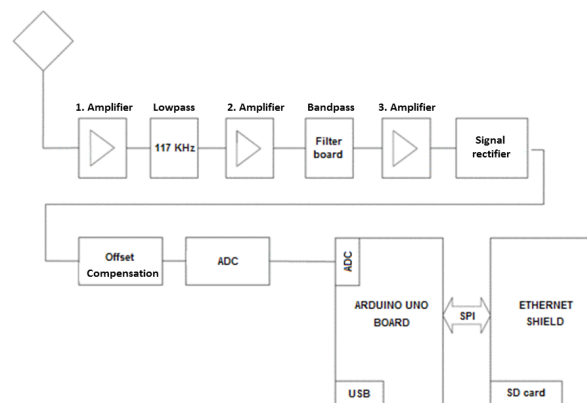 1. Amplifier
Lowpass
2. Amplifier
Bandpass
3. Amplifier
117 KHz
Filter
board
Signal
rectifier
Offset
Compensation
ADC
ADC
ARDUINO UNO
BOARD
SPI
ETHERNET
SHIELD
USB
SD card